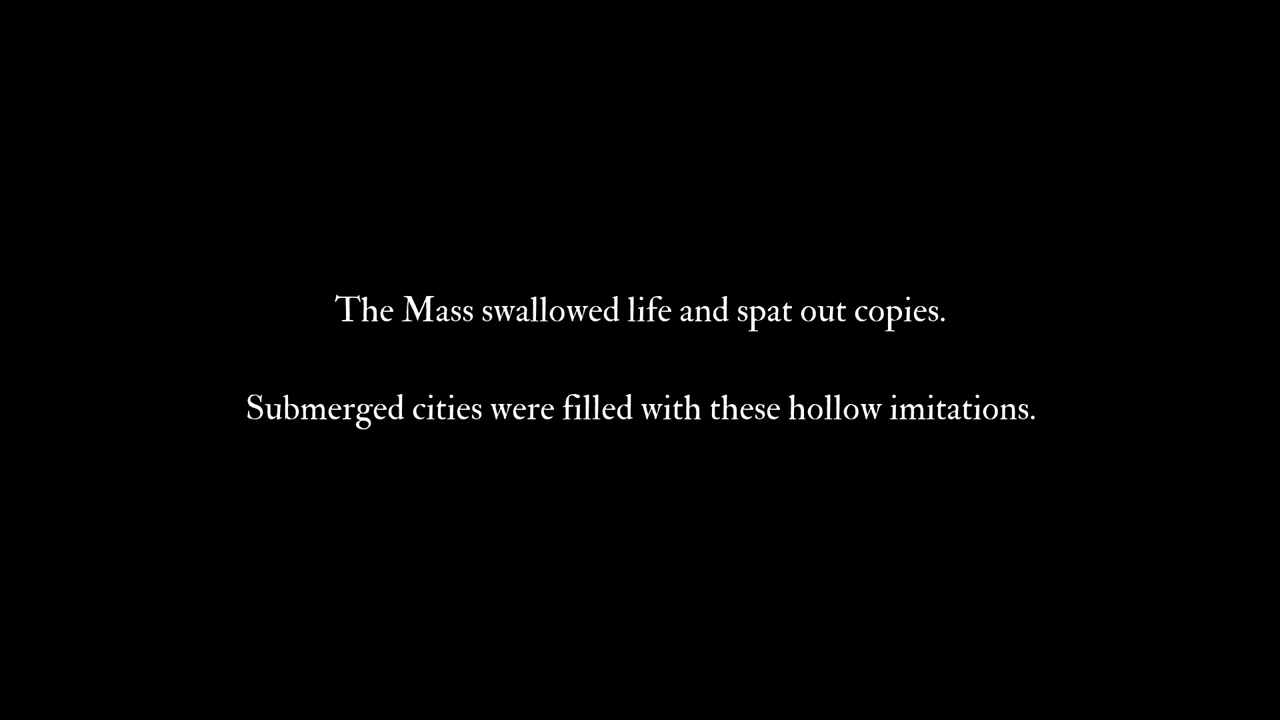 The Mass swallowed life and spat out copies.
Submerged cities were filled with these hollow imitations.